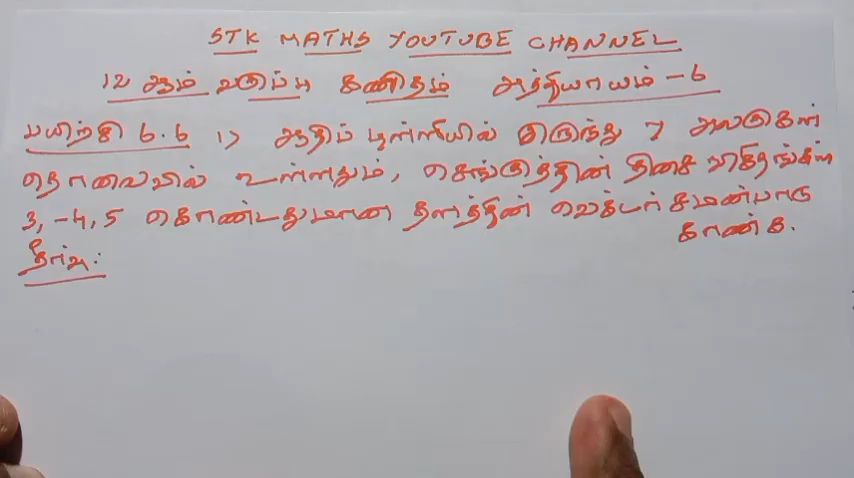 STK MATHS YOUTUBE CHANNEL
12 ஆம் வகுப்பு கணிதம் அத்தியாயம் - 6
பயிற்சி 6.6 1) ஆதிப் புள்ளியில் இருந்து 7 அலகுகள்
தொலைவில் உள்ளதும், செங்குத்தின் திசை விகிதங்கள்
3, -4, 5 கொண்டதுமான தளத்தின் வெக்டர் சமன்பாடு
காண்க.
தீர்வு: